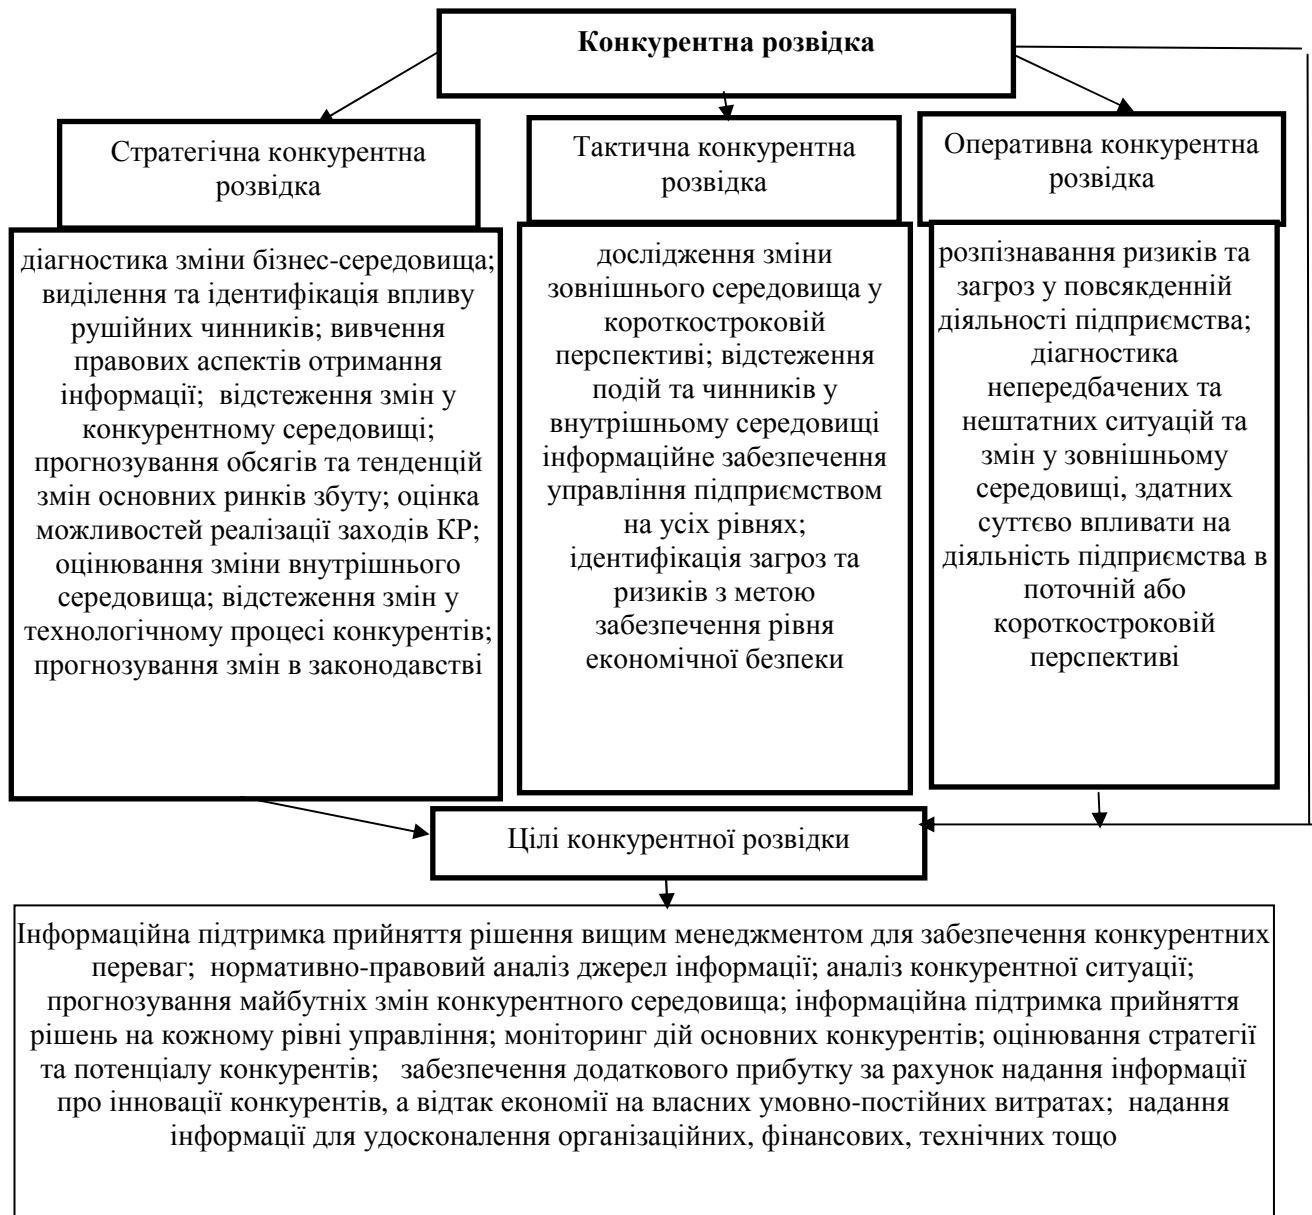 Конкурентна розвідка
Стратегічна конкурентна
розвідка
Тактична конкурентна
розвідка
Оперативна конкурентна
розвідка
діагностика зміни бізнес-середовища;
виділення та ідентифікація впливу
рушійних чинників; вивчення
правових аспектів отримання
інформації; відстеження змін у
конкурентному середовищі;
прогнозування обсягів та тенденцій
змін основних ринків збуту; оцінка
можливостей реалізації заходів КР;
оцінювання зміни внутрішнього
середовища; відстеження змін у
технологічному процесі конкурентів;
прогнозування змін в законодавстві
дослідження зміни
зовнішнього середовища у
короткостроковій
перспективі; відстеження
подій та чинників у
внутрішньому середовищі
інформаційне забезпечення
управління підприємством
на усіх рівнях;
ідентифікація загроз та
ризиків з метою
забезпечення рівня
економічної безпеки
розпізнавання ризиків та
загроз у повсякденній
діяльності підприємства;
діагностика
непередбачених та
нештатних ситуацій та
змін у зовнішньому
середовищі, здатних
суттєво впливати на
діяльність підприємства в
поточній або
короткостроковій
перспективі
Цілі конкурентної розвідки
Інформаційна підтримка прийняття рішення вищим менеджментом для забезпечення конкурентних
переваг; нормативно-правовий аналіз джерел інформації; аналіз конкурентної ситуації;
прогнозування майбутніх змін конкурентного середовища; інформаційна підтримка прийняття
рішень на кожному рівні управління; моніторинг дій основних конкурентів; оцінювання стратегії
та потенціалу конкурентів; забезпечення додаткового прибутку за рахунок надання інформації
про інновації конкурентів, а відтак економії на власних умовно-постійних витратах; надання
інформації для удосконалення організаційних, фінансових, технічних тощо